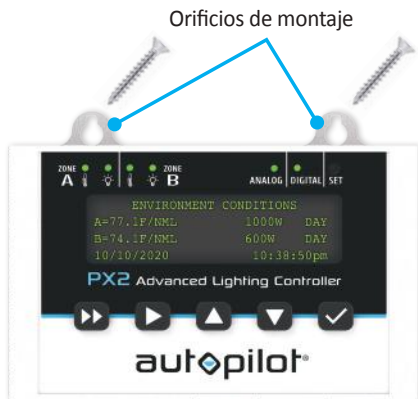 Orificios de montaje
ZONE A ZONE B ANALOG DIGITAL SET
ENVIRONMENT CONDITIONS
A=77.1F/NML 1000W DAY
B=74.1F/NML 600W DAY
10/10/2020 10:38:50pm
PX2 Advanced Lighting Controller
autopilot